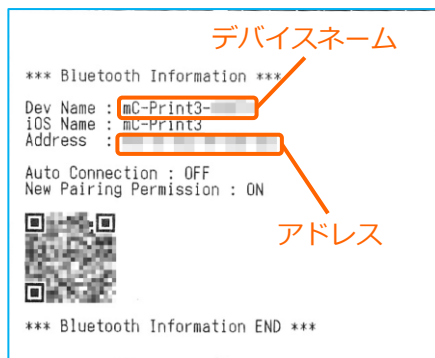 デバイスネーム
*** Bluetooth Information ***
Dev Name : mC-Print3-
iOS Name : mC-Print3
Address :
Auto Connection : OFF
New Pairing Permission : ON
アドレス
*** Bluetooth Information END ***